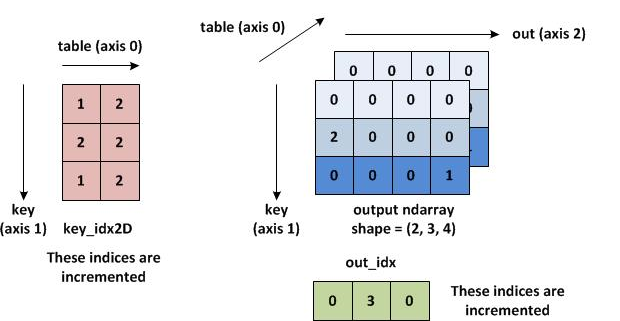 table (axis 0)
1 2
2 2
1 2
key
(axis 1)
key_idx2D
These indices are
incremented
table (axis 0)
out (axis 2)
0 0 0 0
0 0 0 0
2 0 0 0
0 0 0 1
key
(axis 1)
output ndarray
shape = (2, 3, 4)
out_idx
0 3 0
These indices are
incremented